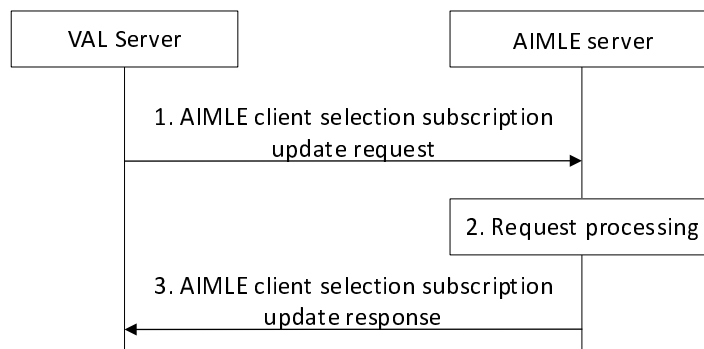 VAL Server
AIMLE server
1. AIMLE client selection subscription
update request
2. Request processing
3. AIMLE client selection subscription
update response